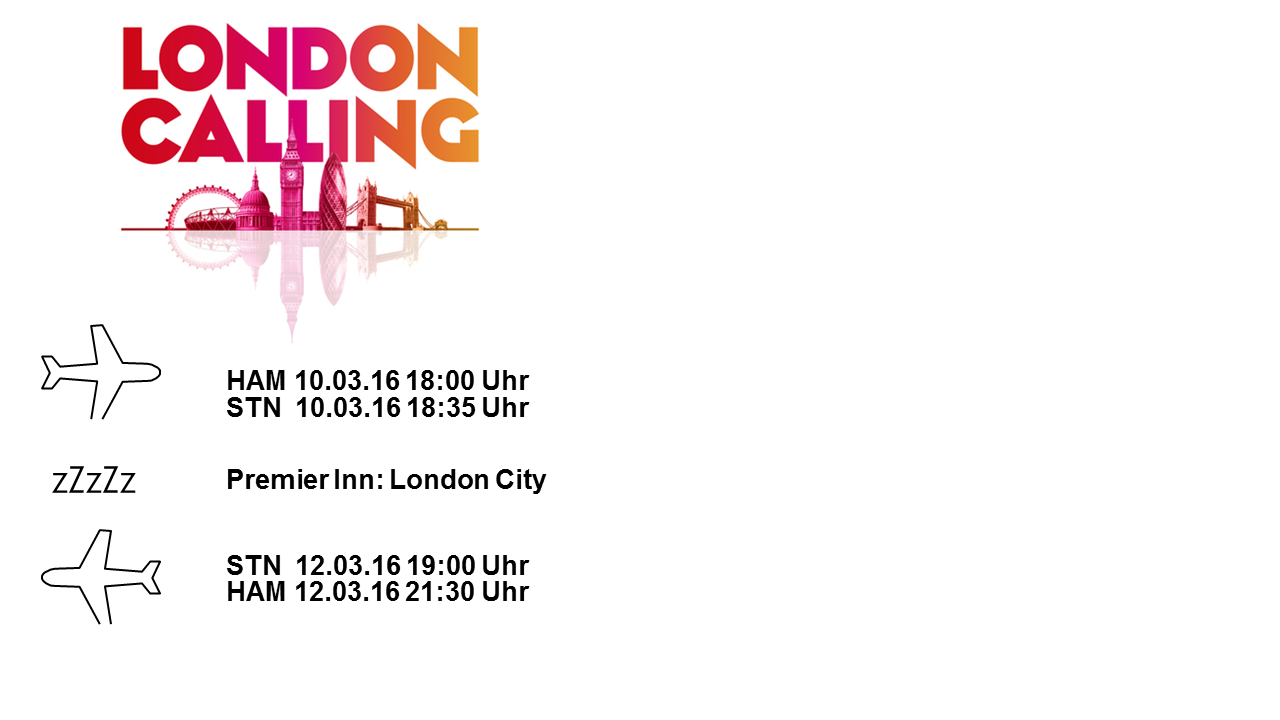 LONDON
CALLING
HAM 10.03.16 18:00 Uhr
STN 10.03.16 18:35 Uhr
zZzZz
Premier Inn: London City
STN 12.03.16 19:00 Uhr
HAM 12.03.16 21:30 Uhr